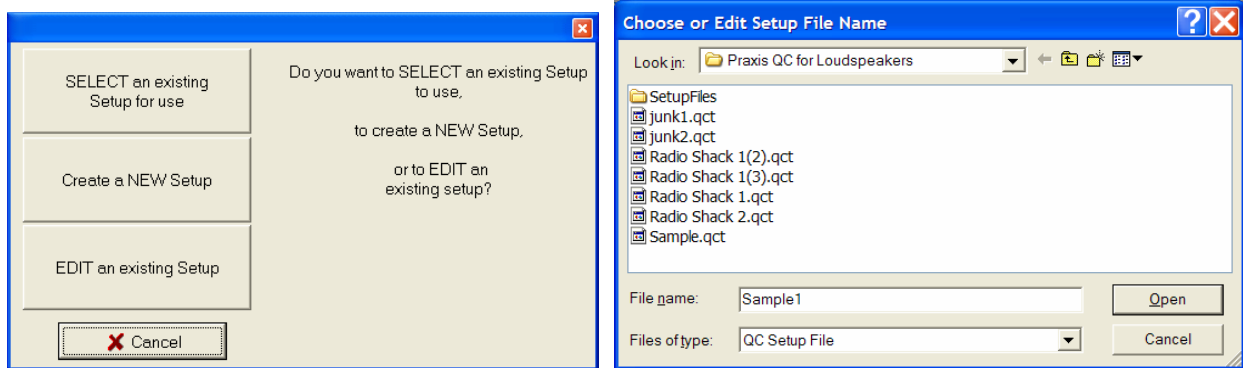 SELECT an existing
Setup for use
Create a NEW Setup
EDIT an existing Setup
Cancel
Do you want to SELECT an existing Setup
to use,
to create a NEW Setup,
or to EDIT an
existing setup?
Choose or Edit Setup File Name
Look in: Praxis QC for Loudspeakers
SetupFiles
junk1.qct
junk2.qct
Radio Shack 1(2).qct
Radio Shack 1(3).qct
Radio Shack 1.qct
Radio Shack 2.qct
Sample.qct
File name: Sample1 Open
Files of type: QC Setup File Cancel